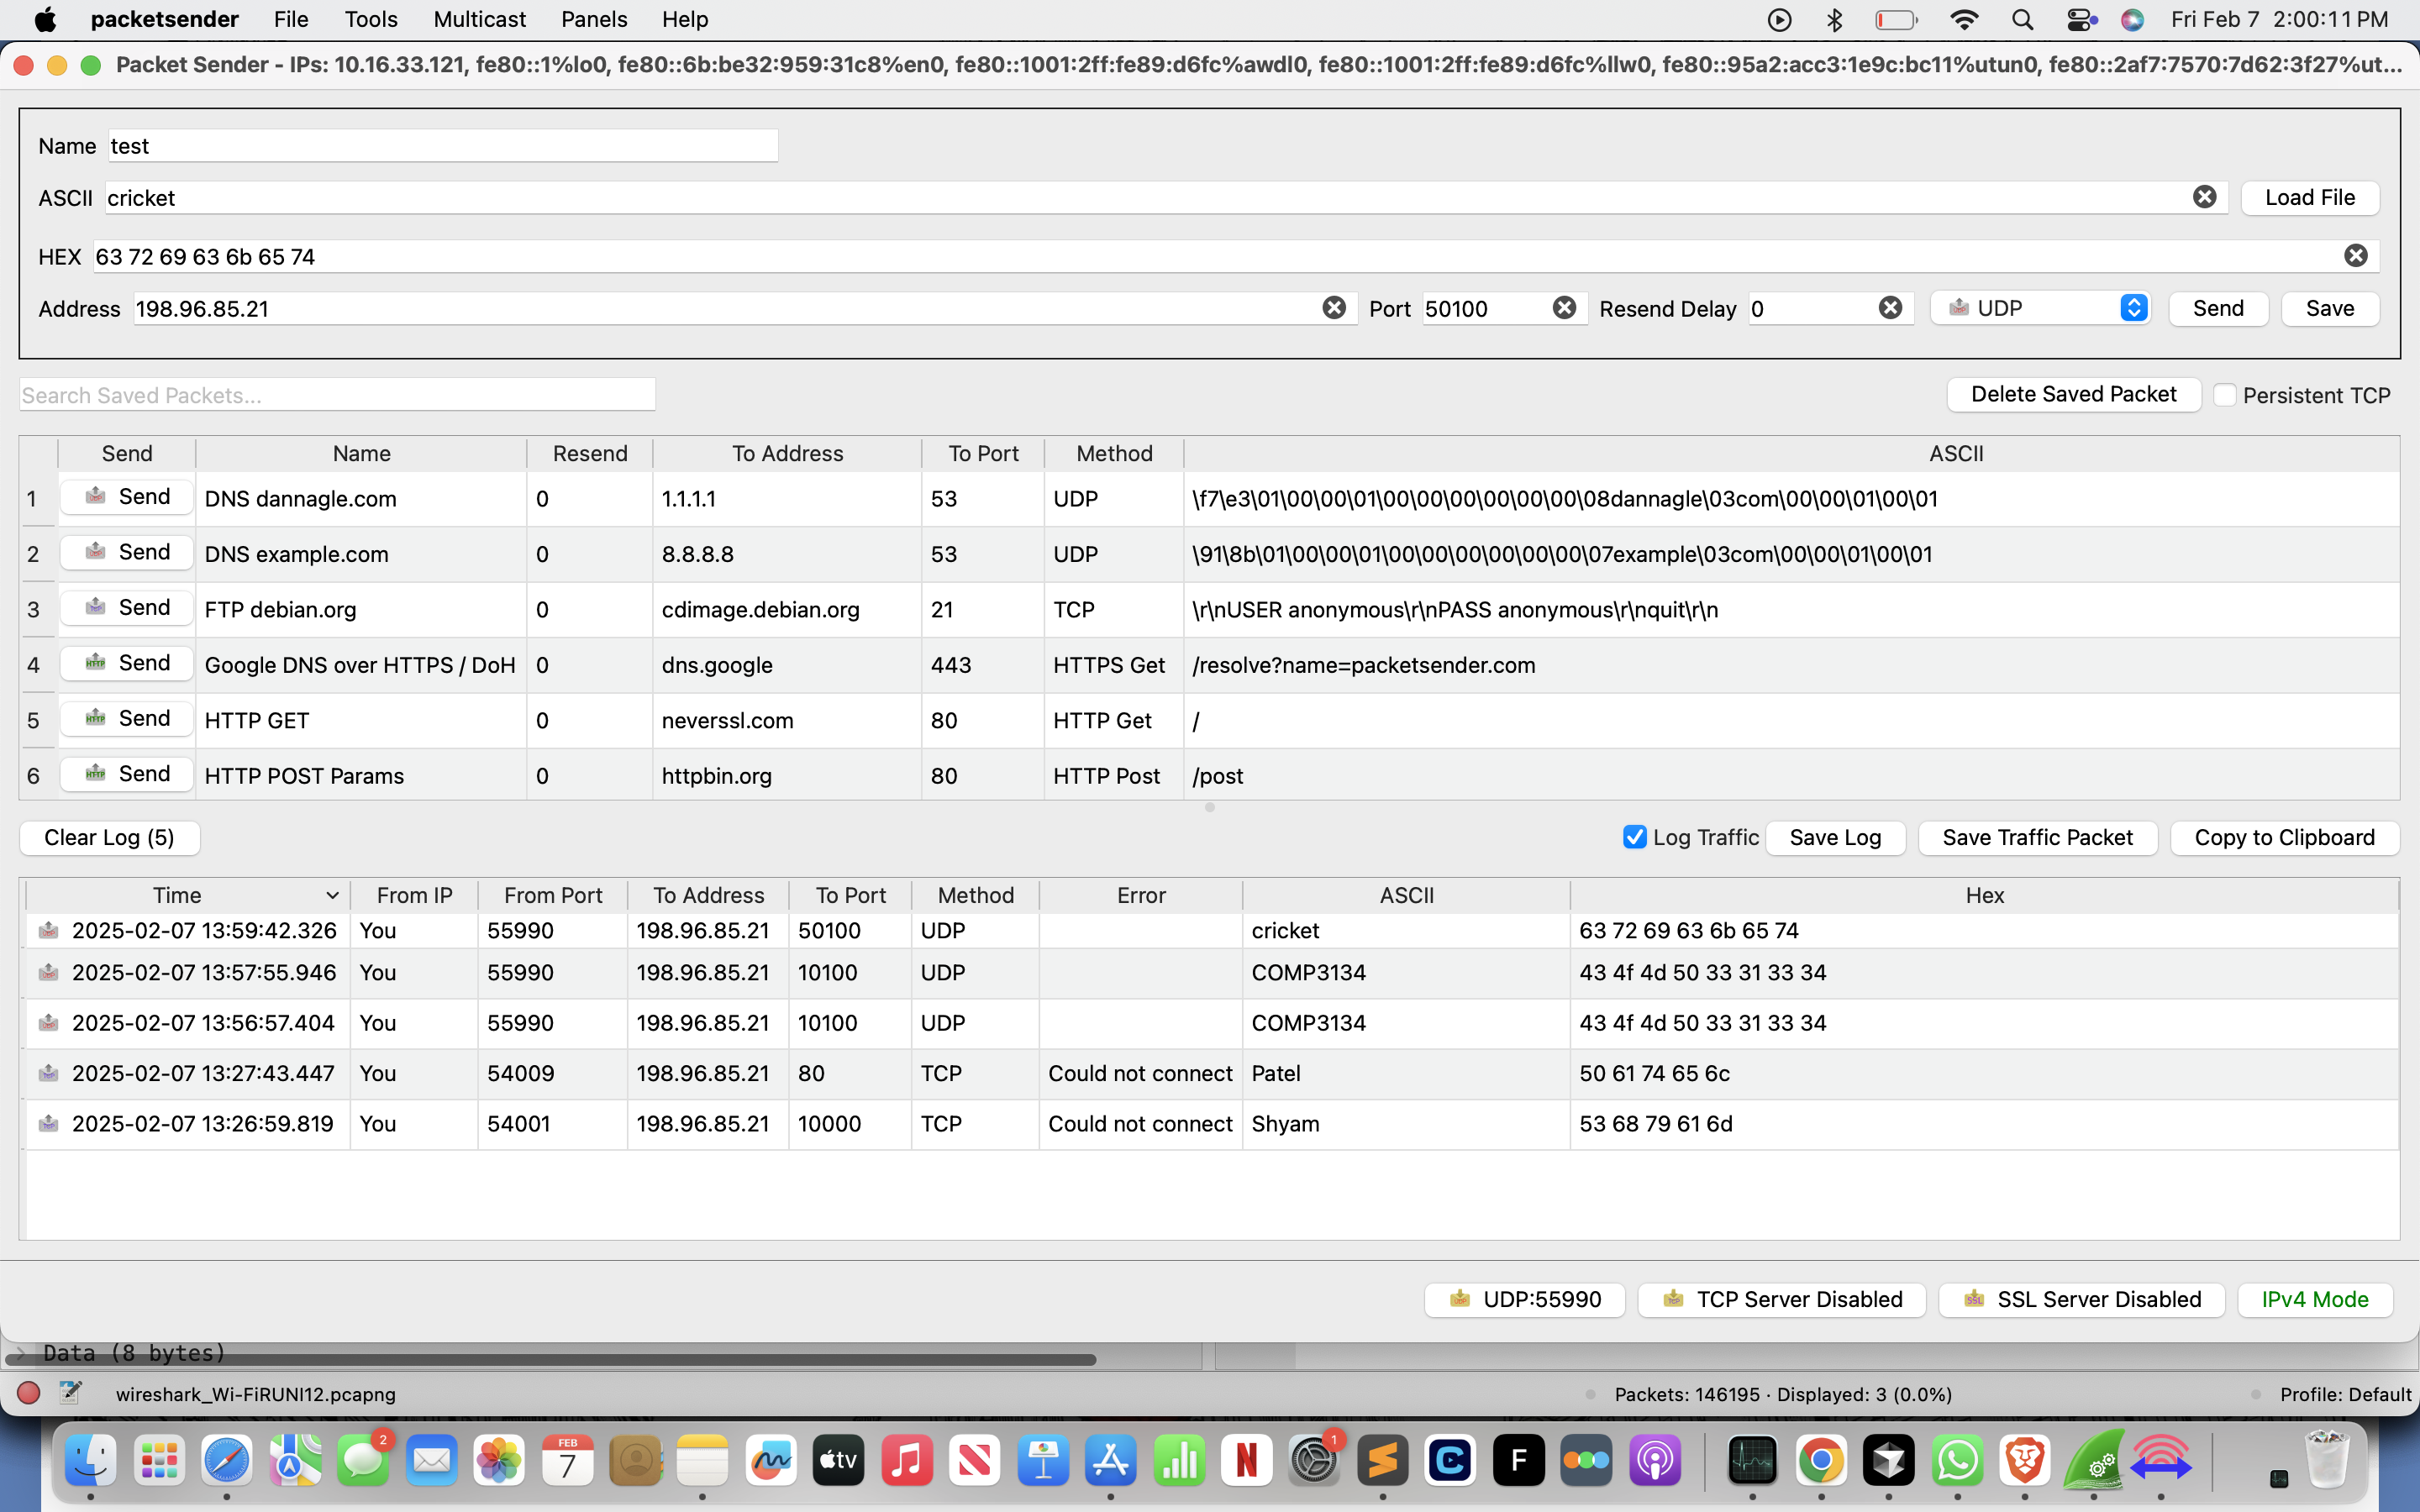 packetsender File Tools Multicast Panels Help Fri Feb 7 2:00:11 PM
Packet Sender - IPs: 10.16.33.121, fe80::1%lo0, fe80::6b:be32:959:31c8%en0, fe80::1001:2ff:fe89:d6fc%awdl0, fe80::1001:2ff:fe89:d6fc%llw0, fe80::95a2:acc3:1e9c:bc11%utun0, fe80::2af7:7570:7d62:3f27%ut...
Name test
ASCII cricket Load File
HEX 63 72 69 63 6b 65 74
Address 198.96.85.21 Port 50100 Resend Delay 0 UDP Send Save
Search Saved Packets... Delete Saved Packet Persistent TCP
Send Name Resend To Address To Port Method ASCII
1 Send DNS dannagle.com 0 1.1.1.1 53 UDP \f7\e3\01\00\00\01\00\00\00\00\00\00\08dannagle\03com\00\00\01\00\01
2 Send DNS example.com 0 8.8.8.8 53 UDP \91\8b\01\00\00\01\00\00\00\00\00\00\07example\03com\00\00\01\00\01
3 Send FTP debian.org 0 cdimage.debian.org 21 TCP \r\nUSER anonymous\r\nPASS anonymous\r\nquit\r\n
4 Send Google DNS over HTTPS / DoH 0 dns.google 443 HTTPS Get /resolve?name=packetsender.com
5 Send HTTP GET 0 neverssl.com 80 HTTP Get /
6 Send HTTP POST Params 0 httpbin.org 80 HTTP Post /post
Clear Log (5) Log Traffic Save Log Save Traffic Packet Copy to Clipboard
Time From IP From Port To Address To Port Method Error ASCII Hex
2025-02-07 13:59:42.326 You 55990 198.96.85.21 50100 UDP cricket 63 72 69 63 6b 65 74
2025-02-07 13:57:55.946 You 55990 198.96.85.21 10100 UDP COMP3134 43 4f 4d 50 33 31 33 34
2025-02-07 13:56:57.404 You 55990 198.96.85.21 10100 UDP COMP3134 43 4f 4d 50 33 31 33 34
2025-02-07 13:27:43.447 You 54009 198.96.85.21 80 TCP Could not connect Patel 50 61 74 65 6c
2025-02-07 13:26:59.819 You 54001 198.96.85.21 10000 TCP Could not connect Shyam 53 68 79 61 6d
UDP:55990 TCP Server Disabled SSL Server Disabled IPv4 Mode
Data (8 bytes)
wireshark_Wi-FiRUNI12.pcapng Packets: 146195 · Displayed: 3 (0.0%) Profile: Default
2 FEB 7 tv N 1 C F